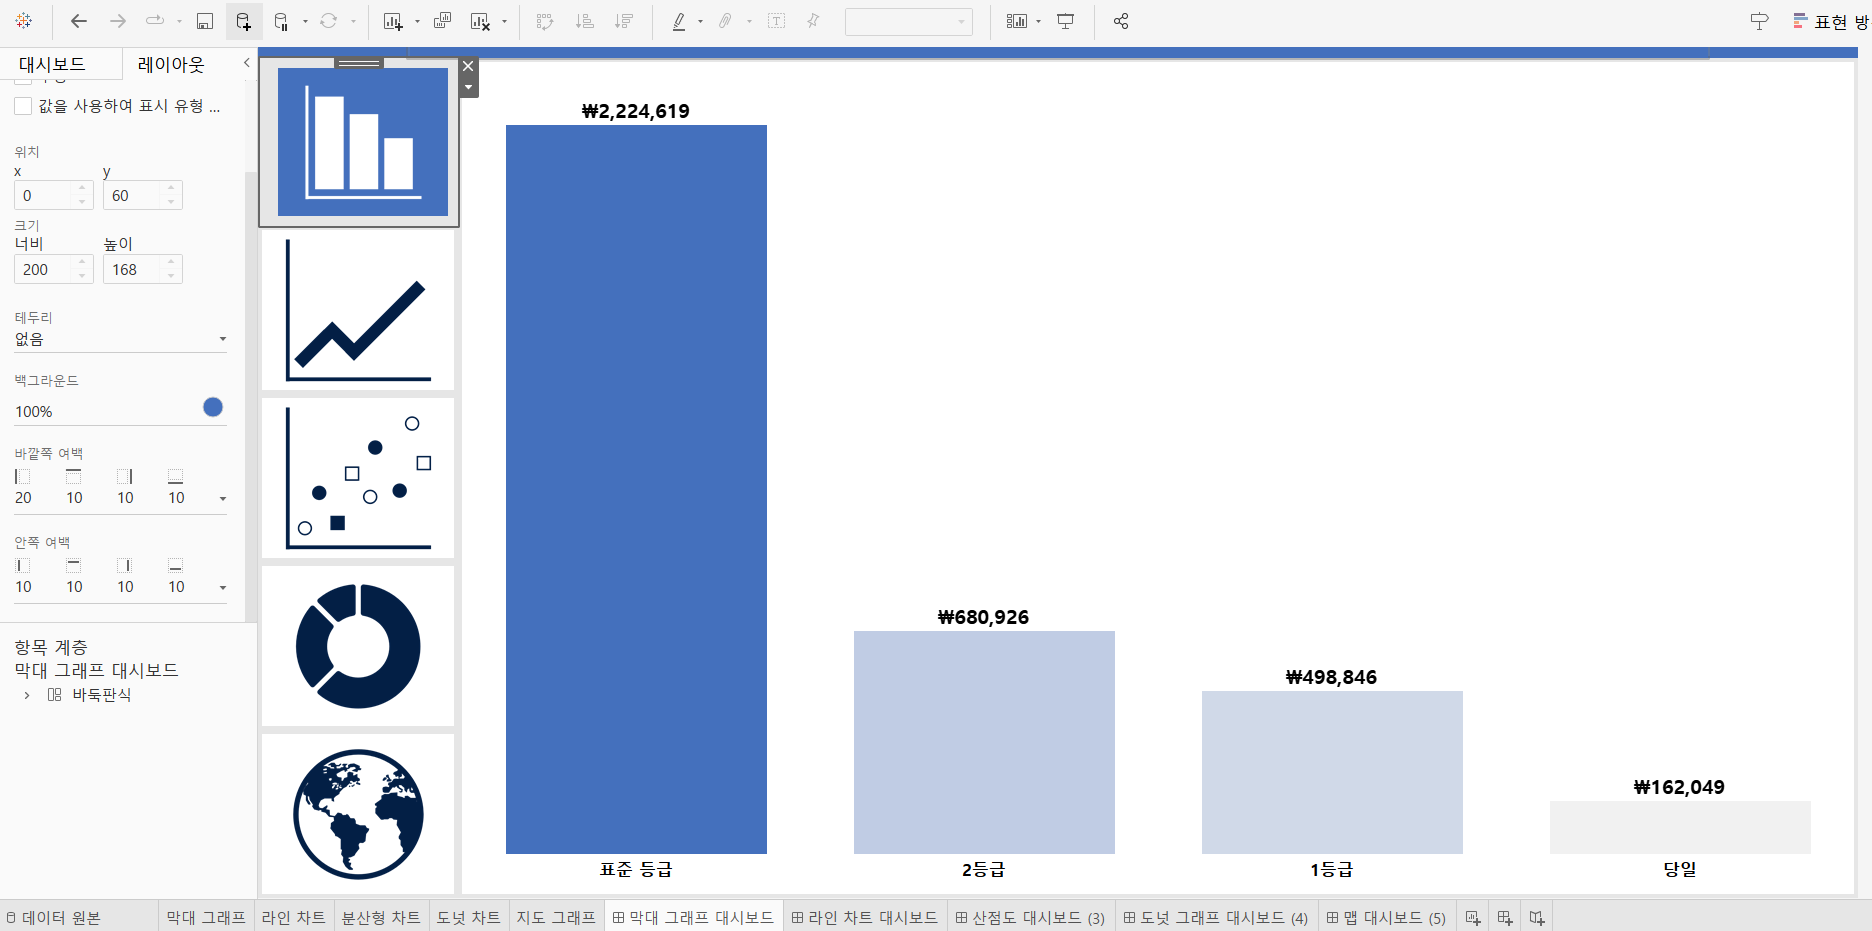 표현 방
대시보드
레이아웃
값을 사용하여 표시 유형 ...
위치
x y
0 60
크기
너비 높이
200 168
테두리
없음
백그라운드
100%
바깥쪽 여백
20 10 10 10
안쪽 여백
10 10 10 10
항목 계층
막대 그래프 대시보드
바둑판식
₩2,224,619
₩680,926
₩498,846
₩162,049
표준 등급 2등급 1등급 당일
데이터 원본 막대 그래프 라인 차트 분산형 차트 도넛 차트 지도 그래프 막대 그래프 대시보드 라인 차트 대시보드 산점도 대시보드 (3) 도넛 그래프 대시보드 (4) 맵 대시보드 (5)